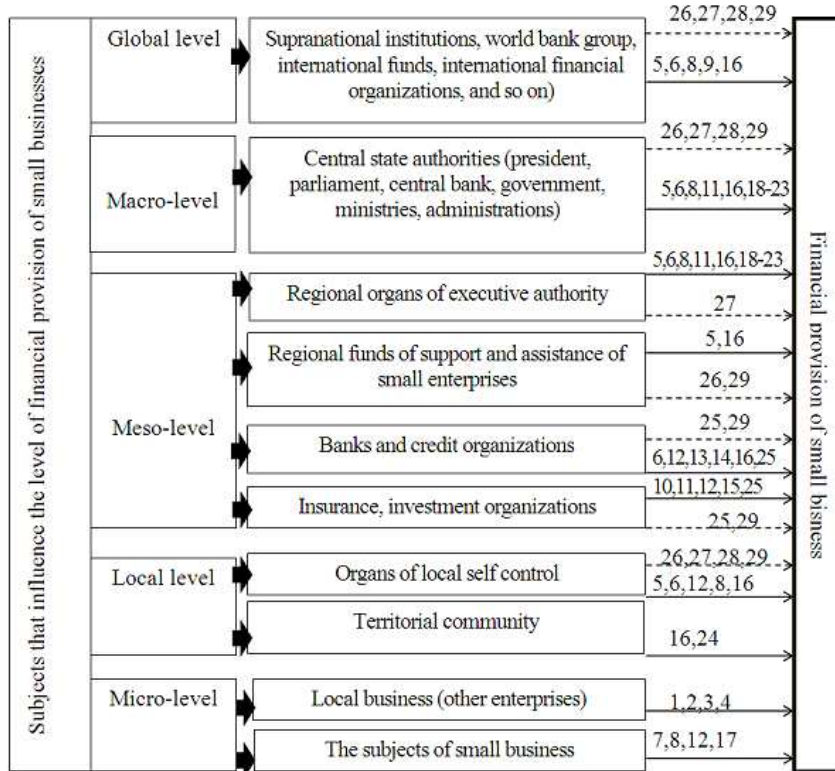 Subjects that influence the level of financial provision of small businesses
Global level
Supranational institutions, world bank group,
international funds, international financial
organizations, and so on)
26,27,28,29
5,6,8,9,16
Macro-level
Central state authorities (president,
parliament, central bank, government,
ministries, administrations)
26,27,28,29
5,6,8,11,16,18-23
Meso-level
Regional organs of executive authority
5,6,8,11,16,18-23
27
Regional funds of support and assistance of
small enterprises
5,16
26,29
Banks and credit organizations
25,29
6,12,13,14,16,25
Insurance, investment organizations
10,11,12,15,25
25,29
Local level
Organs of local self control
26,27,28,29
5,6,12,8,16
Territorial community
16,24
Micro-level
Local business (other enterprises)
1,2,3,4
The subjects of small business
7,8,12,17
Financial provision of small bisness